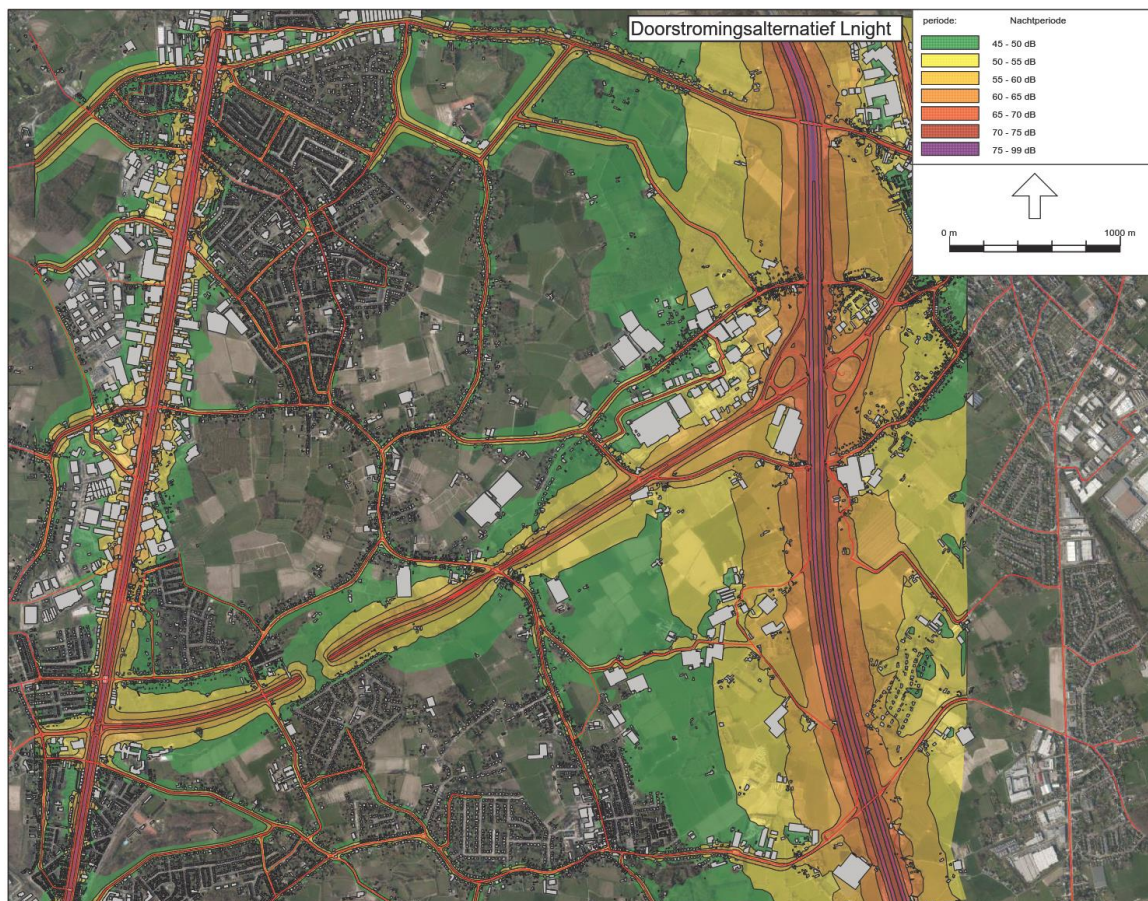 Doorstromingsalternatief Lnight
periode: Nachtperiode
45 - 50 dB
50 - 55 dB
55 - 60 dB
60 - 65 dB
65 - 70 dB
70 - 75 dB
75 - 99 dB
0 m 1000 m